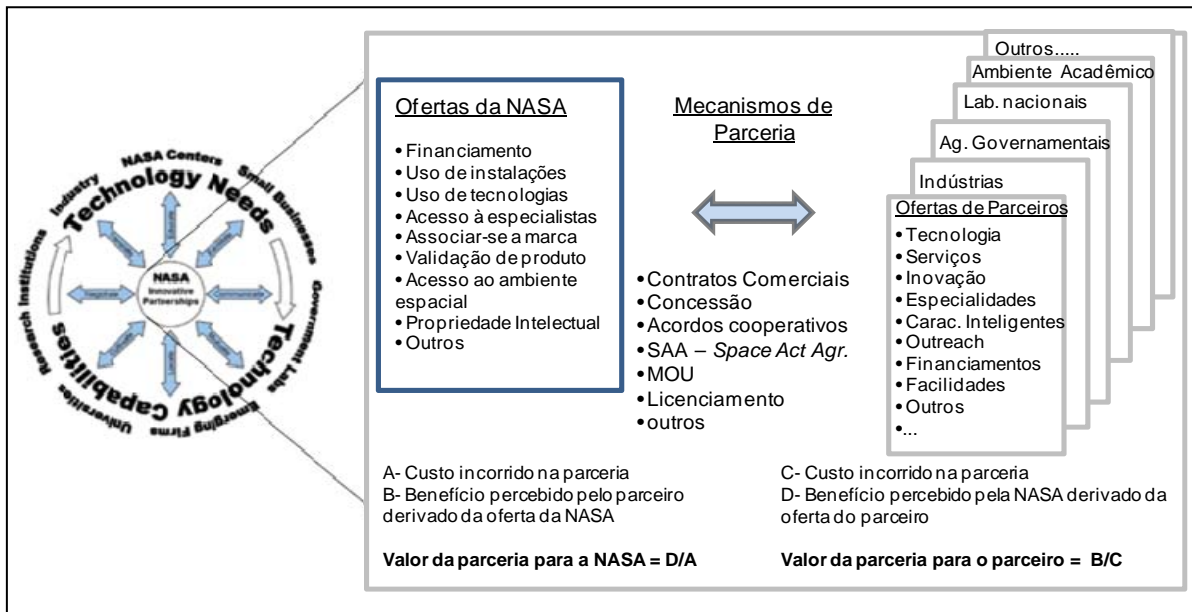 Industry
NASA Centers
Small Businesses
Government Labs
Emerging Firms
Universities
Research Institutions
Technology Needs
Technology Capabilities
NASA
Innovative
Partnerships
Educate
Facilitate
Communicate
Negotiate
Ofertas da NASA
• Financiamento
• Uso de instalações
• Uso de tecnologias
• Acesso à especialistas
• Associar-se a marca
• Validação de produto
• Acesso ao ambiente
espacial
• Propriedade Intelectual
• Outros
Mecanismos de
Parceria
• Contratos Comerciais
• Concessão
• Acordos cooperativos
• SAA – Space Act Agr.
• MOU
• Licenciamento
• outros
Outros.....
Ambiente Acadêmico
Lab. nacionais
Ag. Governamentais
Indústrias
Ofertas de Parceiros
• Tecnologia
• Serviços
• Inovação
• Especialidades
• Carac. Inteligentes
• Outreach
• Financiamentos
• Facilidades
• Outros
• ...
A- Custo incorrido na parceria
B- Benefício percebido pelo parceiro
derivado da oferta da NASA
Valor da parceria para a NASA = D/A
C- Custo incorrido na parceria
D- Benefício percebido pela NASA derivado da
oferta do parceiro
Valor da parceria para o parceiro = B/C